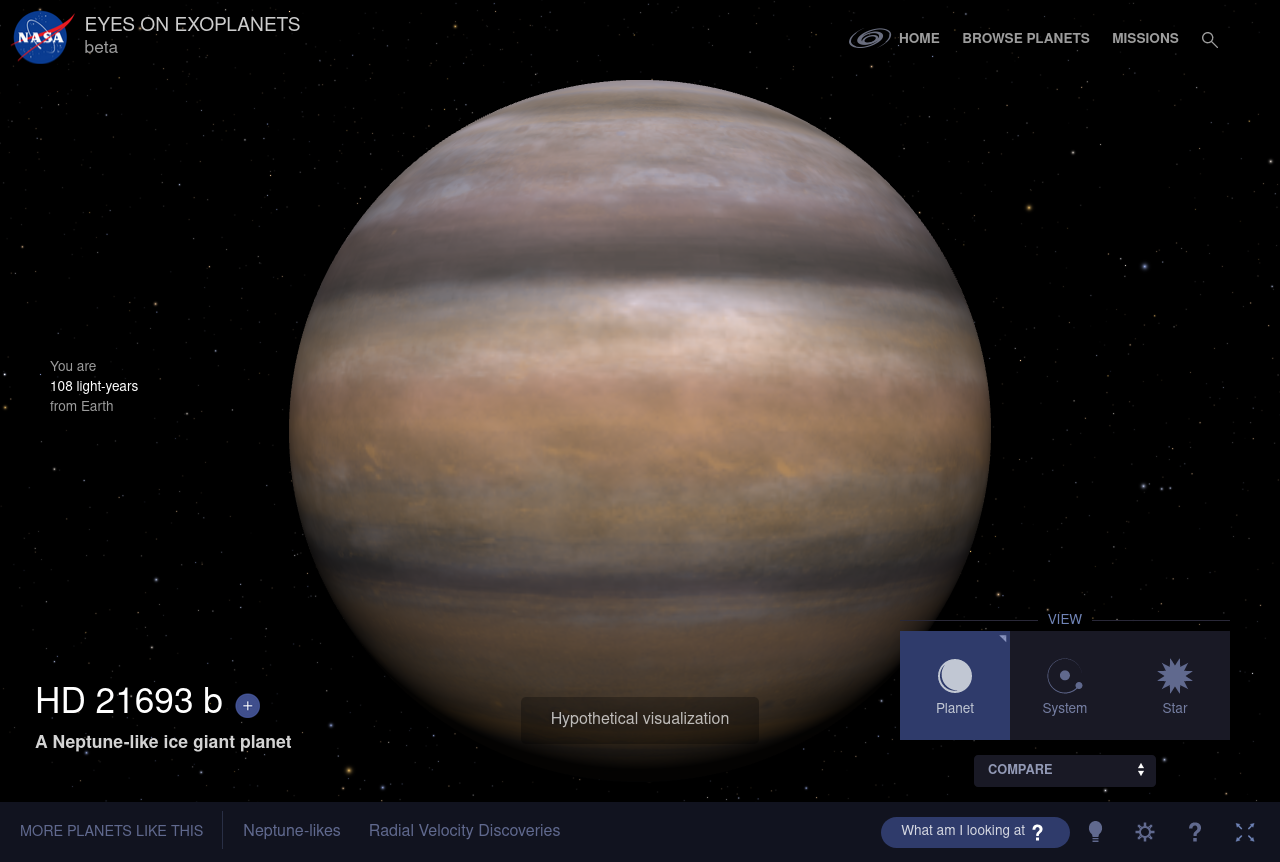 NASA
EYES ON EXOPLANETS
beta
HOME
BROWSE PLANETS
MISSIONS
You are
108 light-years
from Earth
VIEW
Planet
System
Star
HD 21693 b +
A Neptune-like ice giant planet
Hypothetical visualization
COMPARE
MORE PLANETS LIKE THIS
Neptune-likes
Radial Velocity Discoveries
What am I looking at ?
?